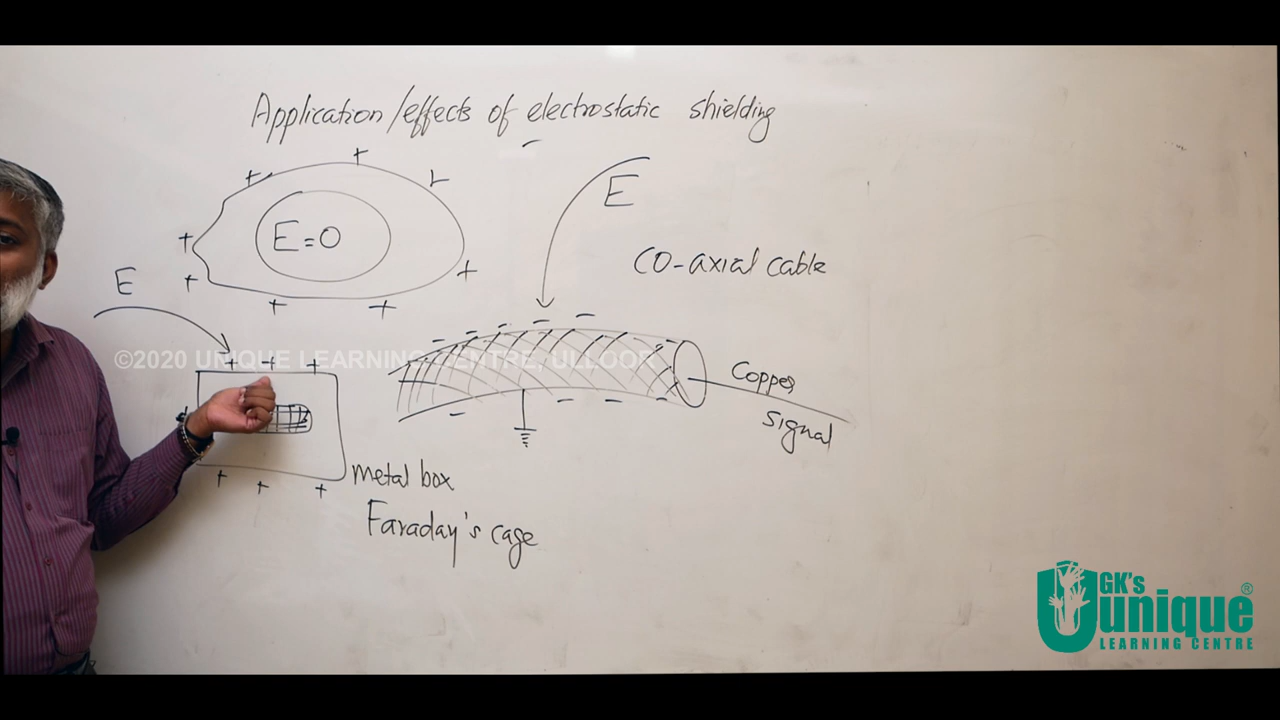 Application/effects of electrostatic shielding
E=0
E
E
CO-axial cable
©2020 UNIQUE LEARNING CENTRE, ULLOOR
Copper
Signal
metal box
Faraday's cage
GK's
unique®
LEARNING CENTRE